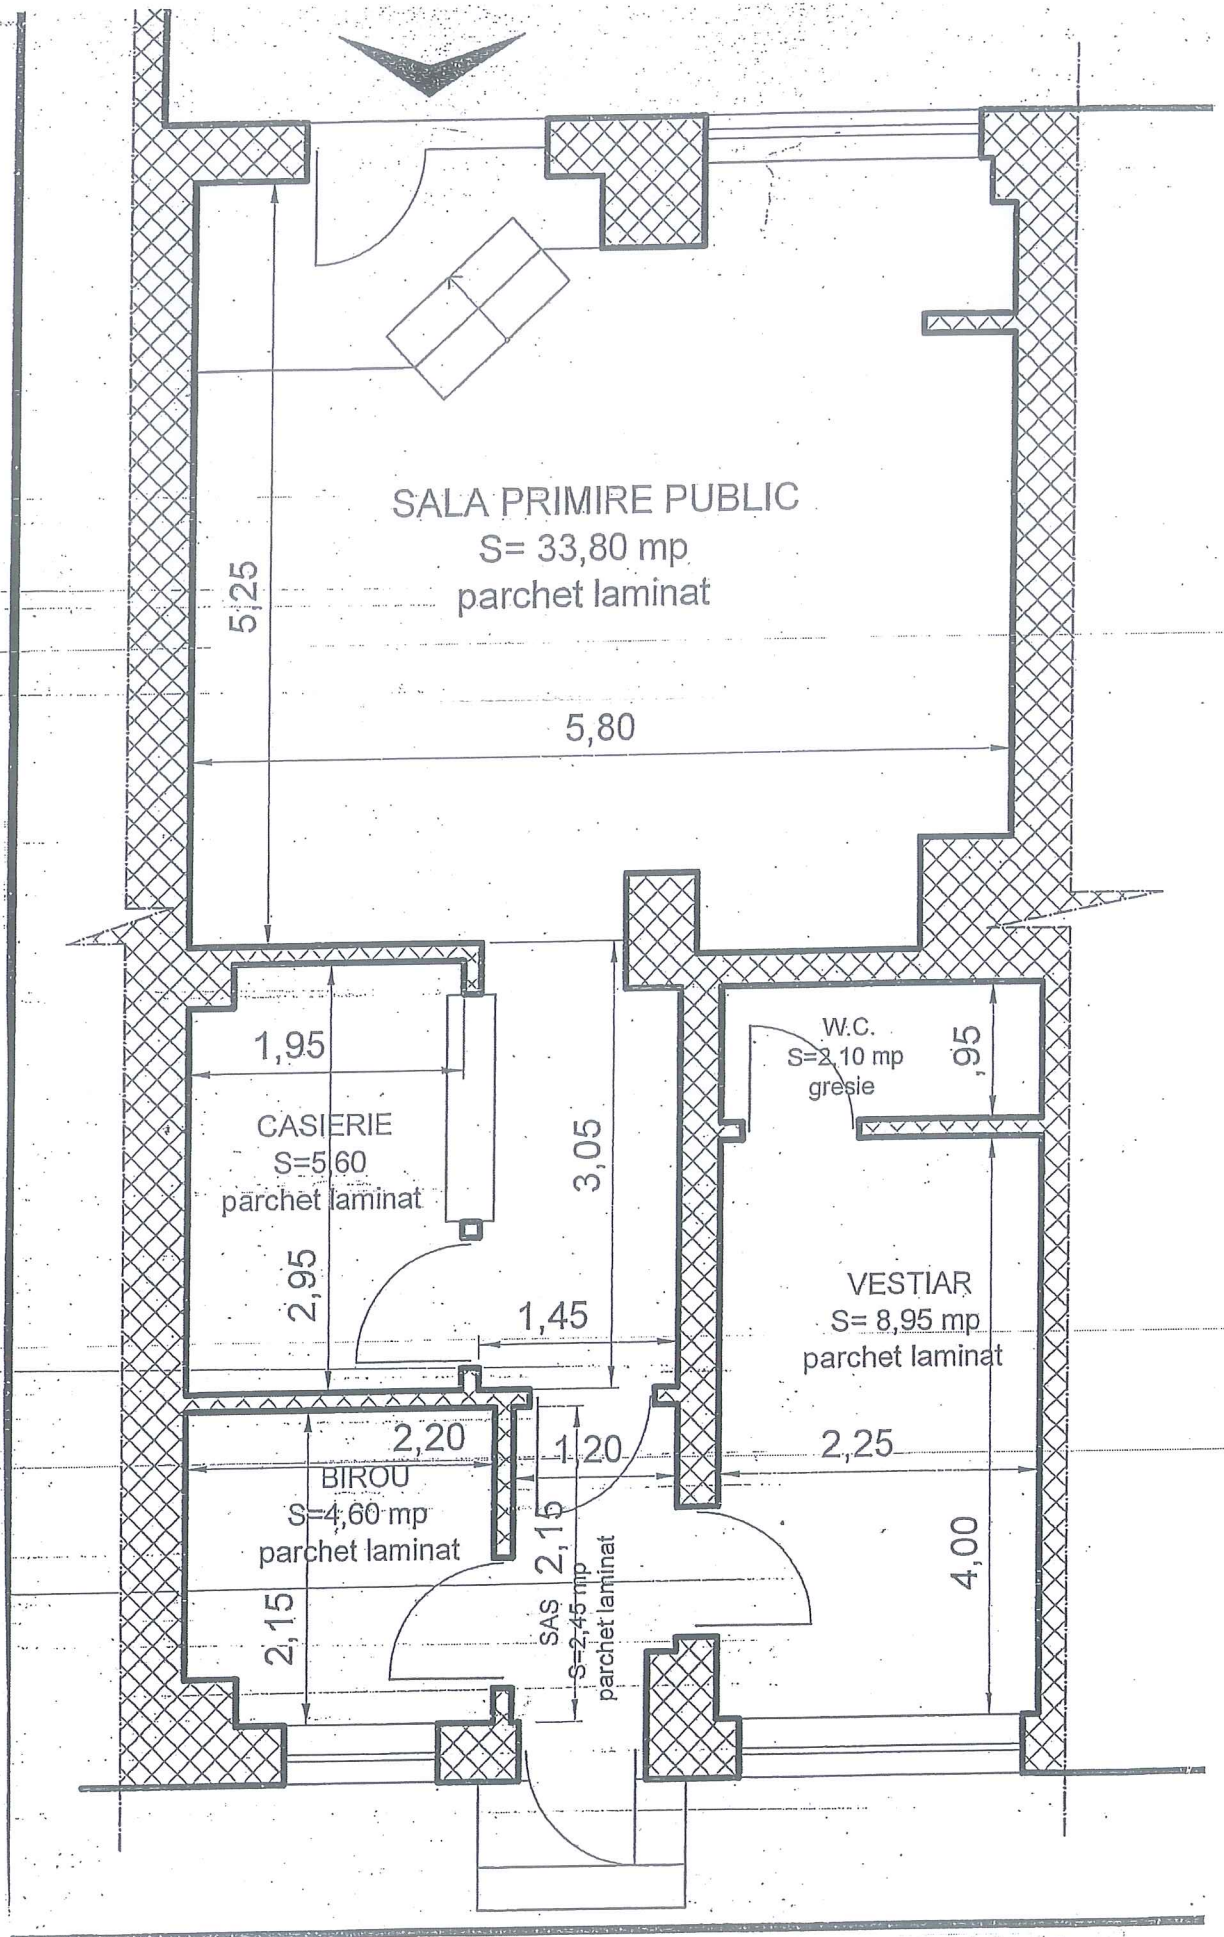 SALA PRIMIRE PUBLIC
S= 33,80 mp
parchet laminat
5,25
5,80
1,95
CASIERIE
S=5,60
parchet laminat
2,95
3,05
1,45
W.C.
S=2,10 mp
gresie
,95
VESTIAR
S= 8,95 mp
parchet laminat
2,25
4,00
2,20
BIROU
S=4,60 mp
parchet laminat
2,15
1,20
2,15
SAS
S=2,45 mp
parchet laminat